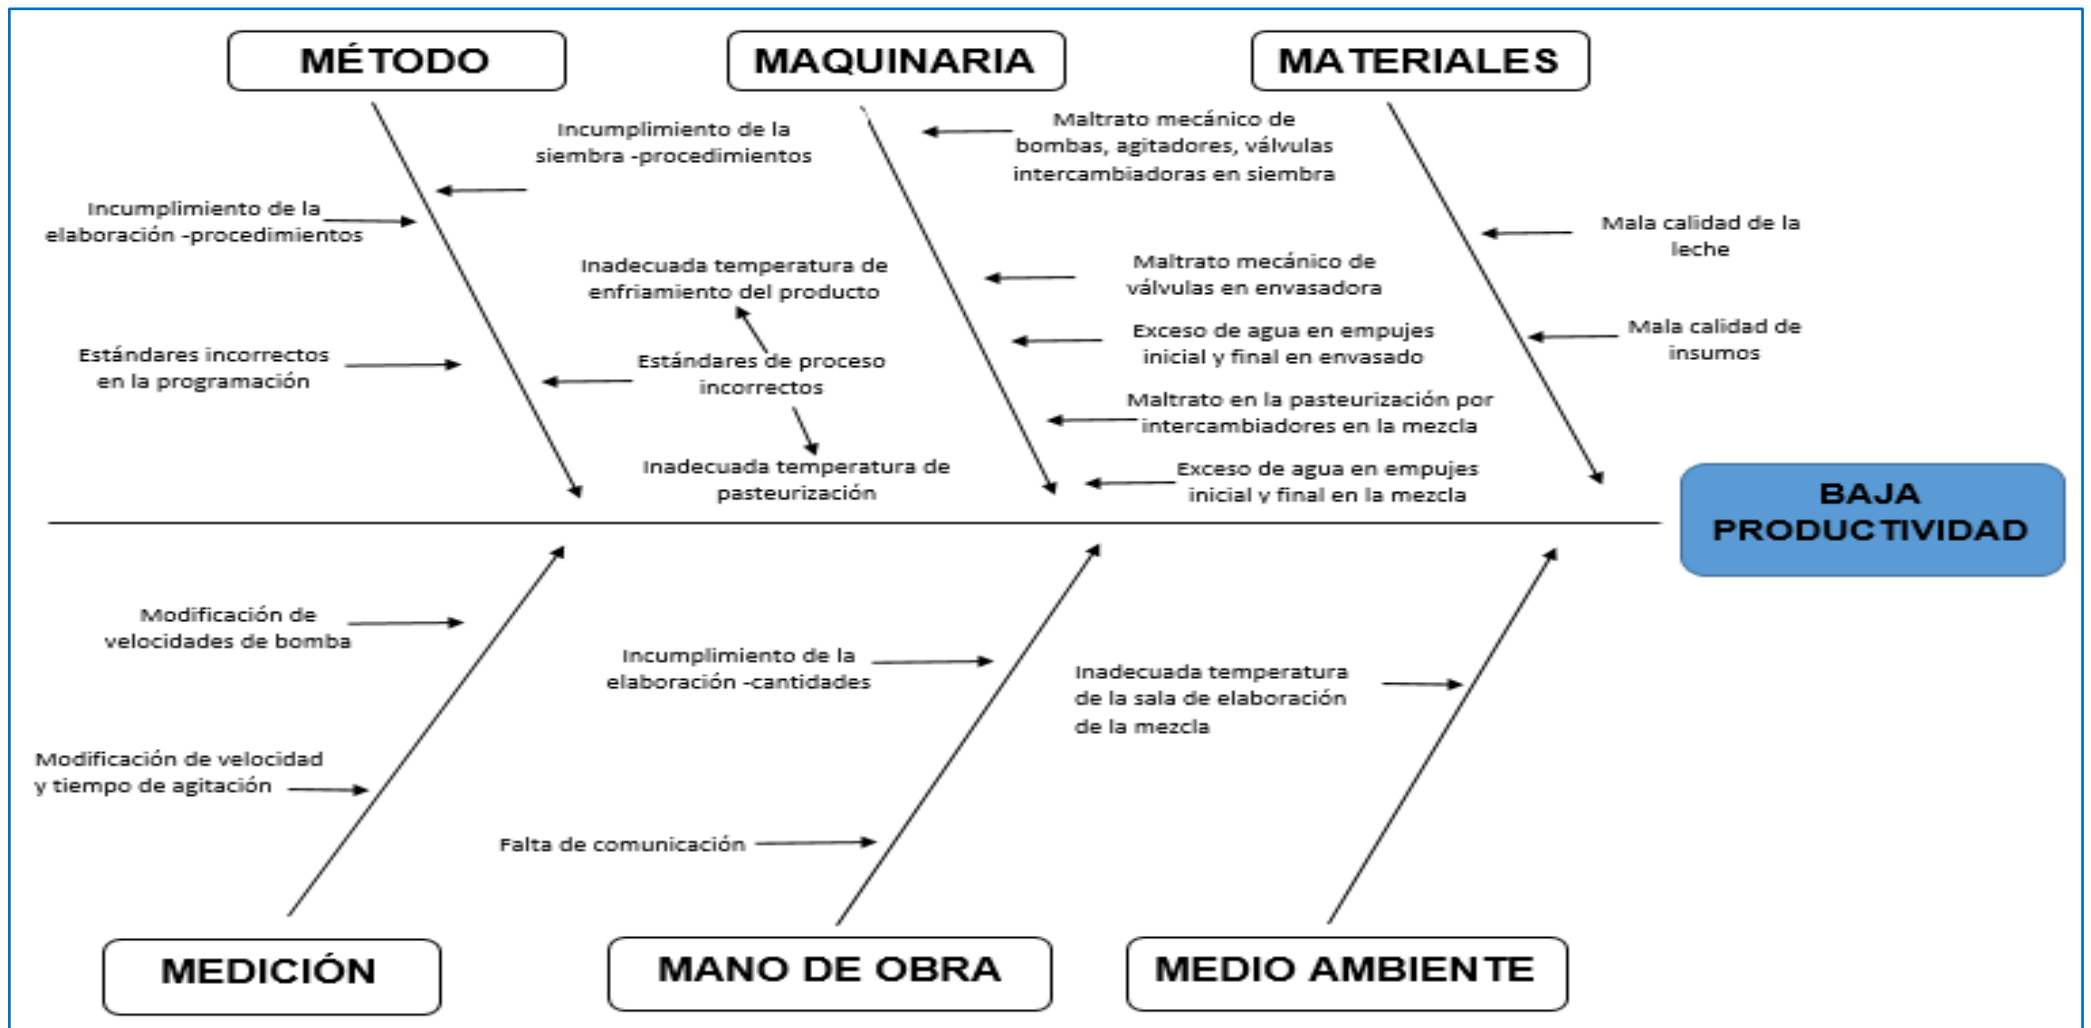 MÉTODO
MAQUINARIA
MATERIALES
Incumplimiento de la
siembra -procedimientos
Incumplimiento de la
elaboración -procedimientos
Inadecuada temperatura de
enfriamiento del producto
Estándares incorrectos
en la programación
Estándares de proceso
incorrectos
Inadecuada temperatura de
pasteurización
Maltrato mecánico de
bombas, agitadores, válvulas
intercambiadoras en siembra
Maltrato mecánico de
válvulas en envasadora
Exceso de agua en empujes
inicial y final en envasado
Maltrato en la pasteurización por
intercambiadores en la mezcla
Exceso de agua en empujes
inicial y final en la mezcla
Mala calidad de la
leche
Mala calidad de
insumos
BAJA
PRODUCTIVIDAD
Modificación de
velocidades de bomba
Modificación de velocidad
y tiempo de agitación
Incumplimiento de la
elaboración -cantidades
Falta de comunicación
Inadecuada temperatura
de la sala de elaboración
de la mezcla
MEDICIÓN
MANO DE OBRA
MEDIO AMBIENTE